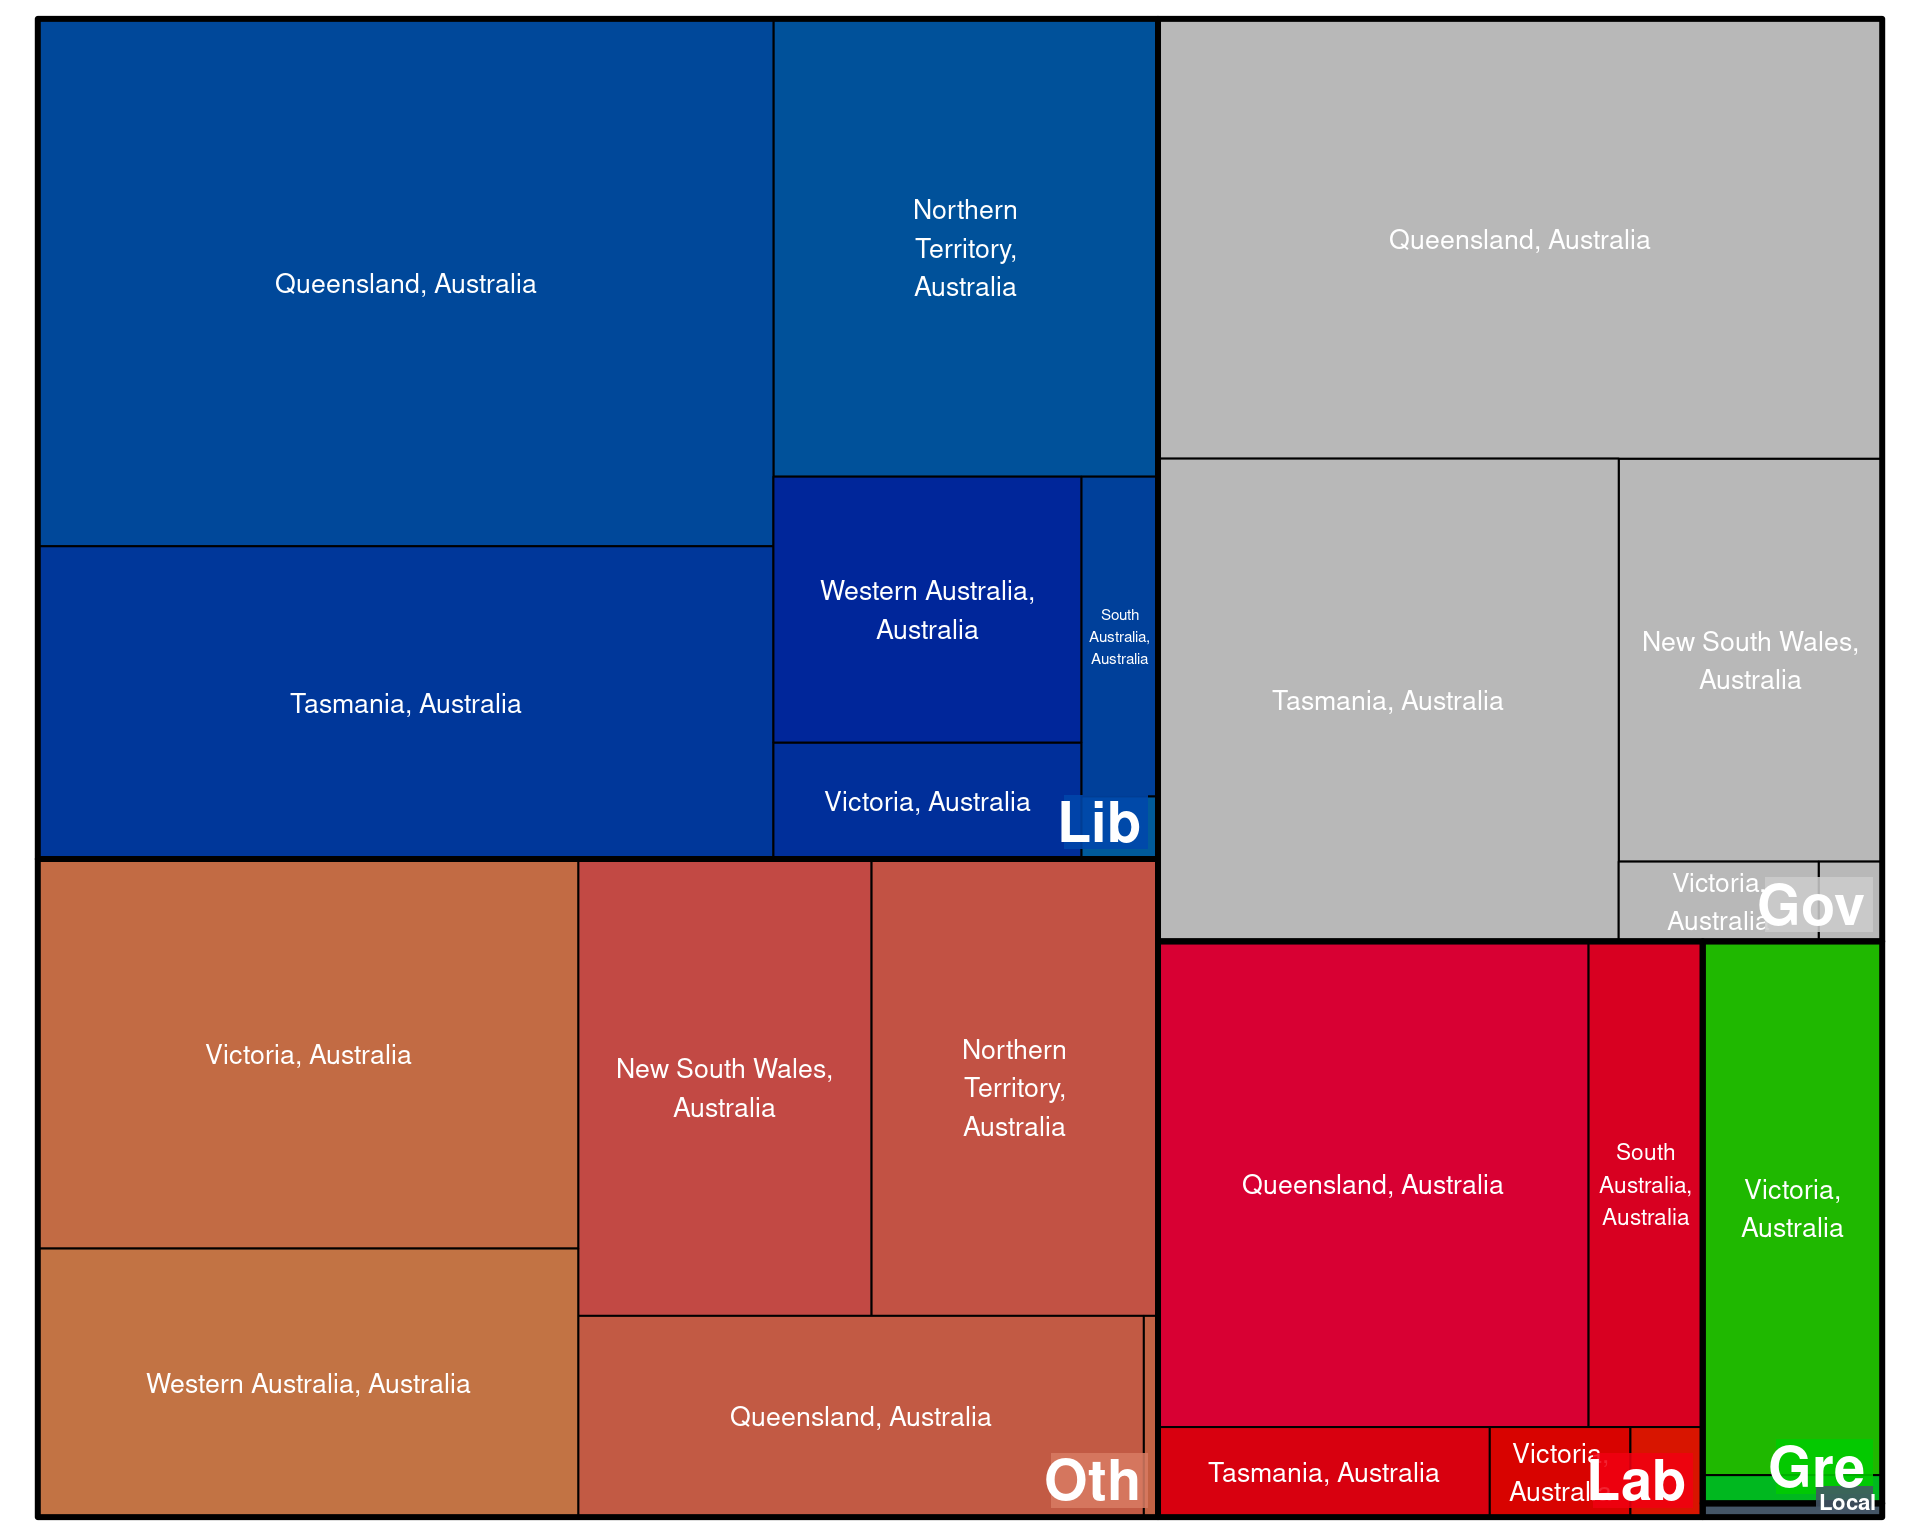 Queensland, Australia
Northern
Territory,
Australia
Tasmania, Australia
Western Australia,
Australia
South
Australia,
Australia
Victoria, Australia
Lib
Queensland, Australia
Tasmania, Australia
New South Wales,
Australia
Victoria,
Australia
Gov
Victoria, Australia
New South Wales,
Australia
Northern
Territory,
Australia
Western Australia, Australia
Queensland, Australia
Oth
Queensland, Australia
South
Australia,
Australia
Tasmania, Australia
Victoria,
Australia
Lab
Victoria,
Australia
Gre
Local